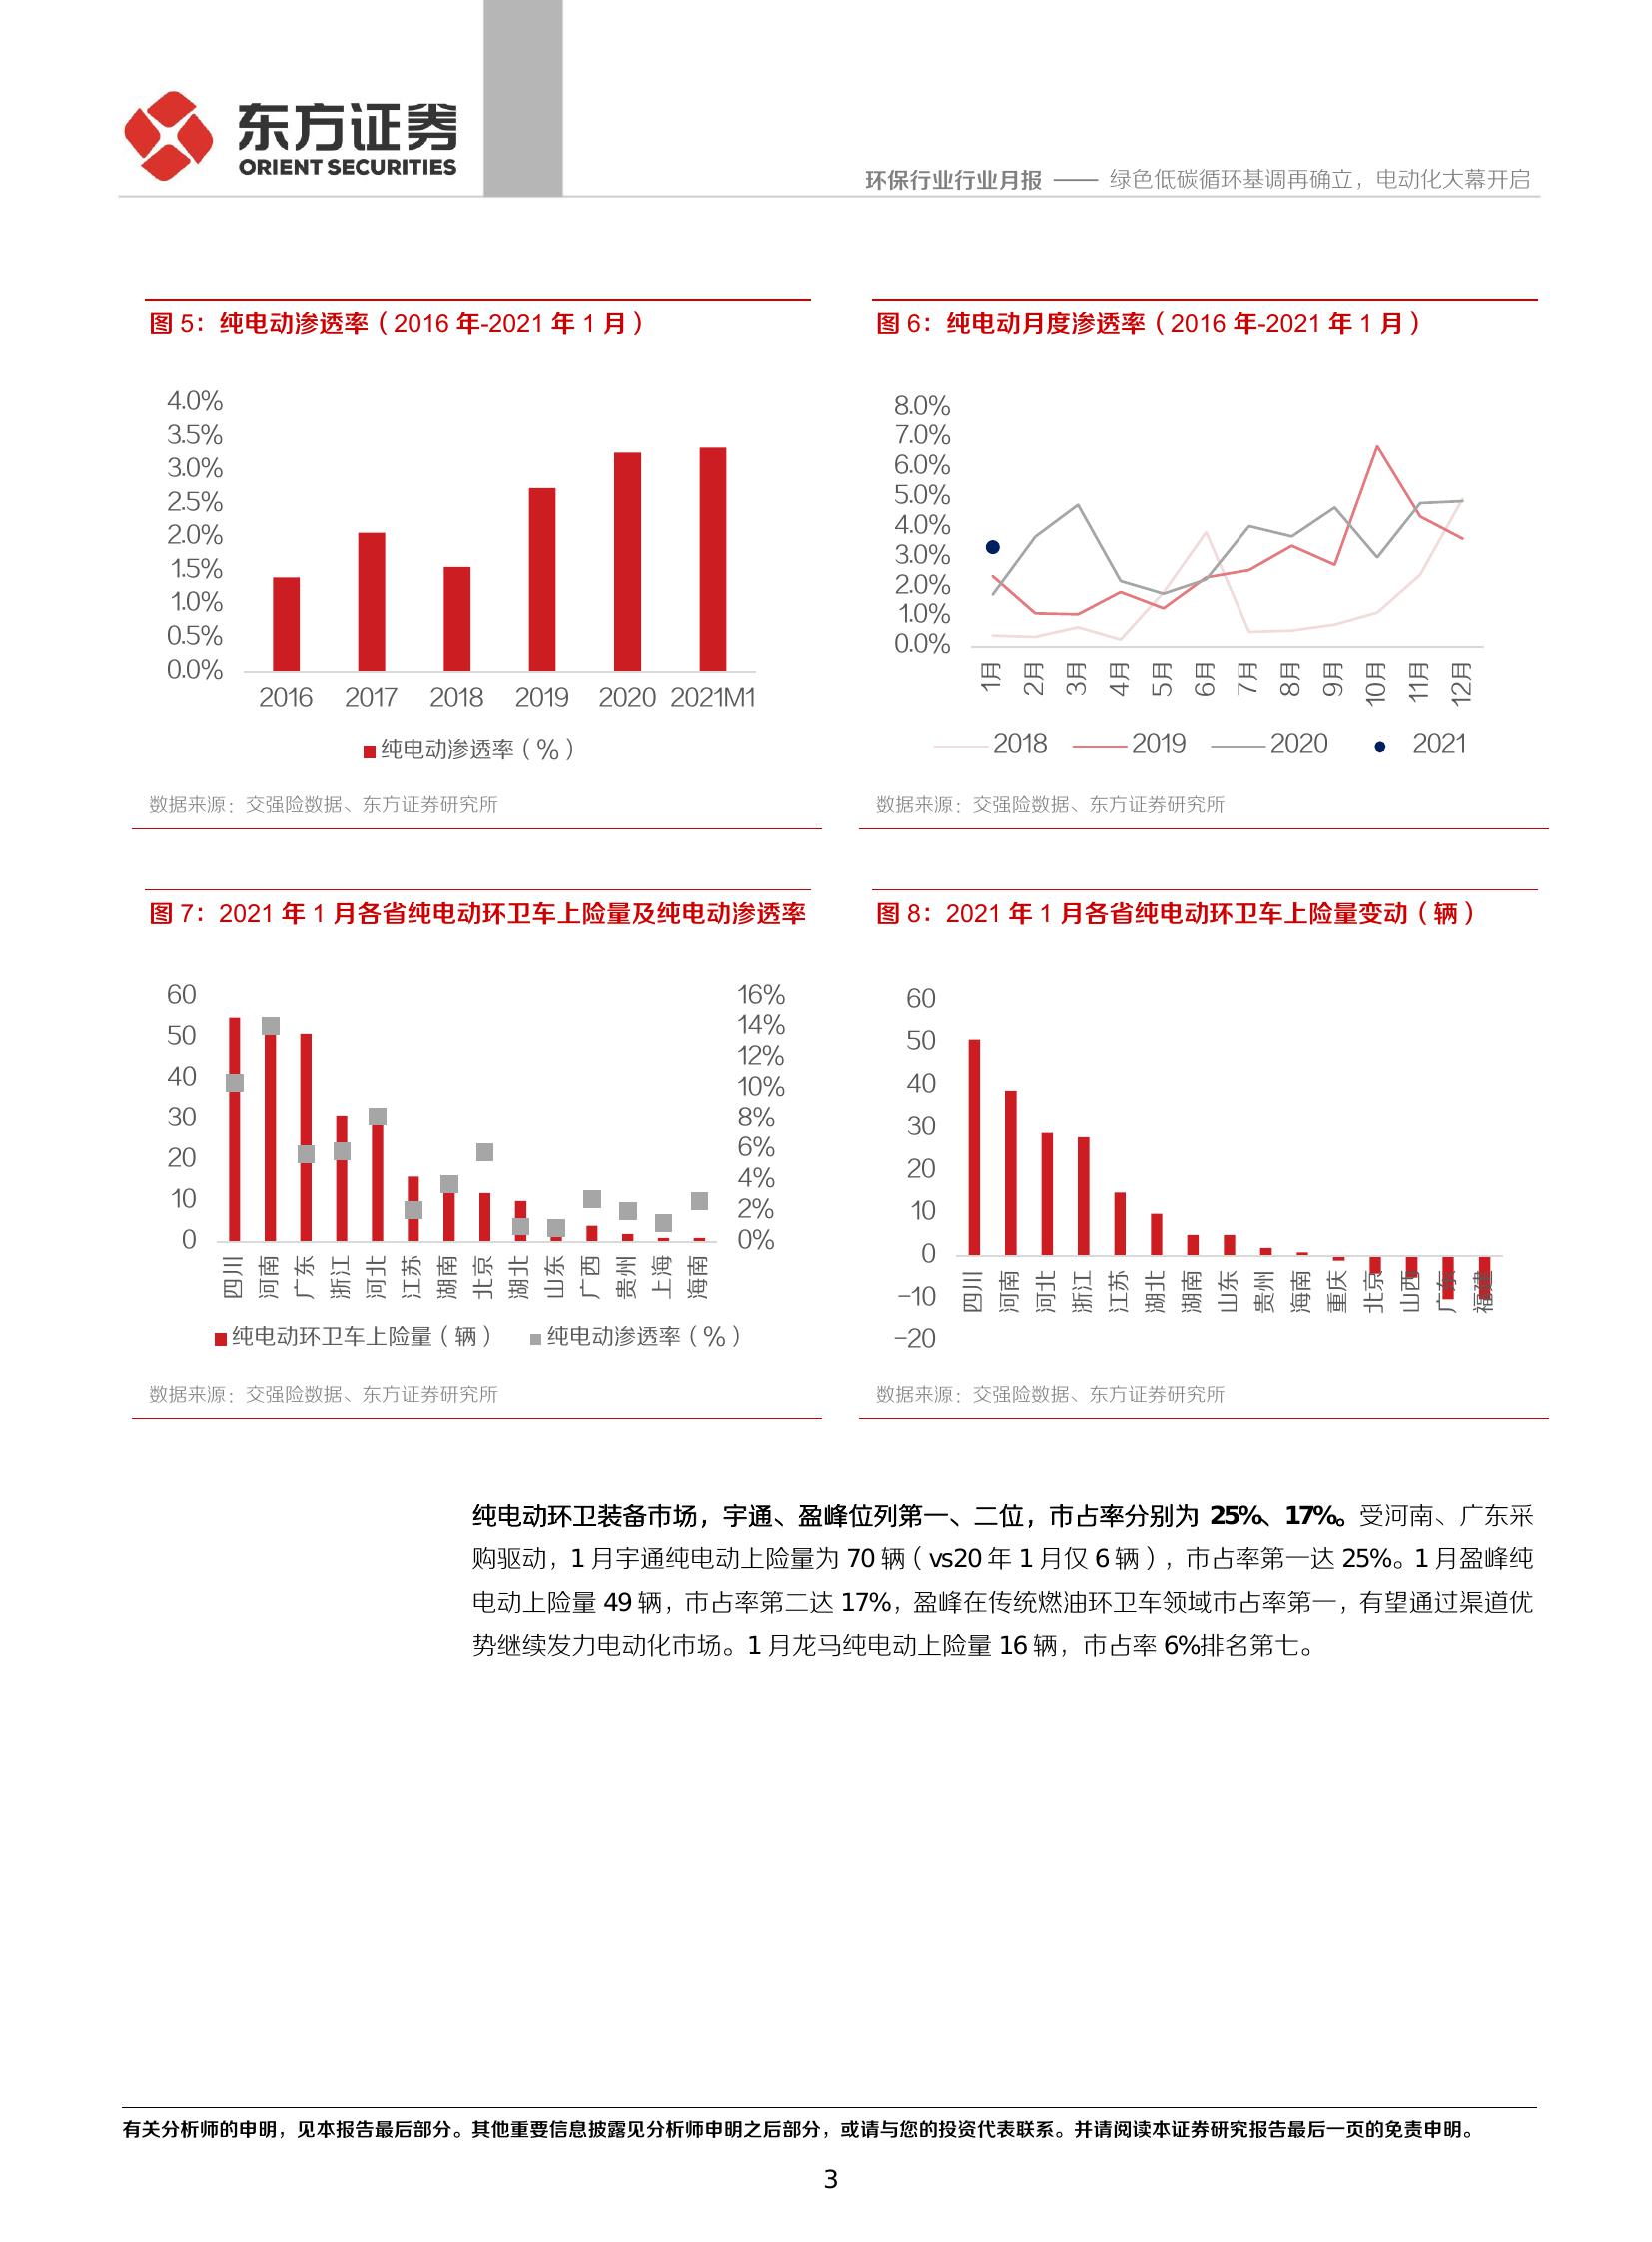 东方证券
ORIENT SECURITIES
环保行业行业月报 —— 绿色低碳循环基调再确立，电动化大幕开启
图 5：纯电动渗透率（2016 年-2021 年 1 月）
4.0%
3.5%
3.0%
2.5%
2.0%
1.5%
1.0%
0.5%
0.0%
2016 2017 2018 2019 2020 2021M1
纯电动渗透率（%）
数据来源：交强险数据、东方证券研究所
图 6：纯电动月度渗透率（2016 年-2021 年 1 月）
8.0%
7.0%
6.0%
5.0%
4.0%
3.0%
2.0%
1.0%
0.0%
1月 2月 3月 4月 5月 6月 7月 8月 9月 10月 11月 12月
2018 2019 2020 2021
数据来源：交强险数据、东方证券研究所
图 7：2021 年 1 月各省纯电动环卫车上险量及纯电动渗透率
60
50
40
30
20
10
0
16%
14%
12%
10%
8%
6%
4%
2%
0%
四川 河南 广东 浙江 河北 江苏 湖南 北京 湖北 山东 广西 贵州 上海 海南
纯电动环卫车上险量（辆） 纯电动渗透率（%）
数据来源：交强险数据、东方证券研究所
图 8：2021 年 1 月各省纯电动环卫车上险量变动（辆）
60
50
40
30
20
10
0
-10
-20
四川 河南 河北 浙江 江苏 湖北 湖南 山东 贵州 海南 重庆 北京 山西 广东 福建
数据来源：交强险数据、东方证券研究所
纯电动环卫装备市场，宇通、盈峰位列第一、二位，市占率分别为 25%、17%。受河南、广东采
购驱动，1 月宇通纯电动上险量为 70 辆（vs20 年 1 月仅 6 辆），市占率第一达 25%。1 月盈峰纯
电动上险量 49 辆，市占率第二达 17%，盈峰在传统燃油环卫车领域市占率第一，有望通过渠道优
势继续发力电动化市场。1 月龙马纯电动上险量 16 辆，市占率 6%排名第七。
有关分析师的申明，见本报告最后部分。其他重要信息披露见分析师申明之后部分，或请与您的投资代表联系。并请阅读本证券研究报告最后一页的免责申明。
3